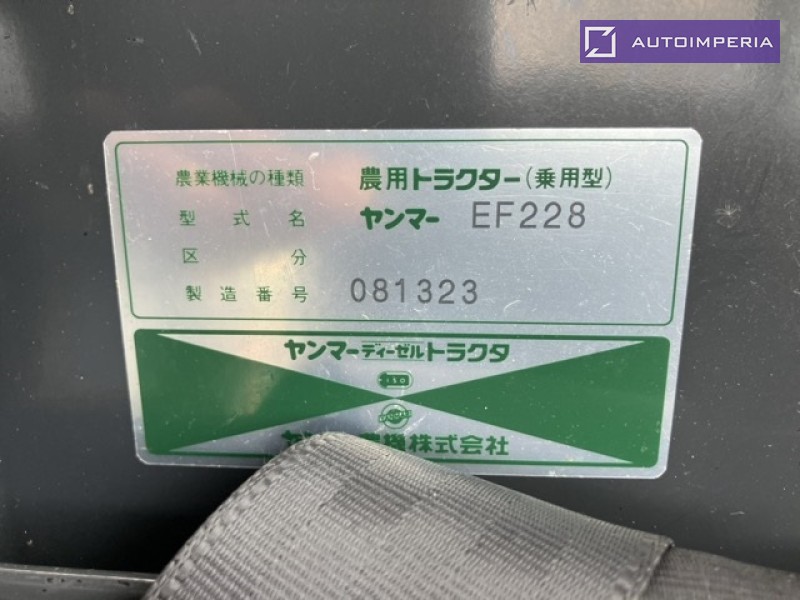 AUTOIMPERIA
農業機械の種類 農用トラクター(乗用型)
型式名 ヤンマー EF228
区分
製造番号 081323
ヤンマーディーゼルトラクタ
農機株式会社